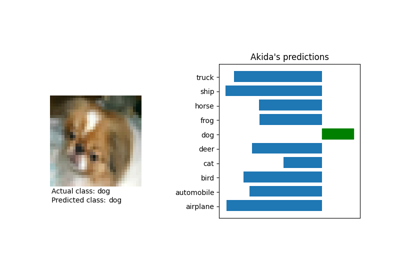 Akida's predictions
truck
ship
horse
frog
dog
deer
cat
bird
automobile
airplane
Actual class: dog
Predicted class: dog